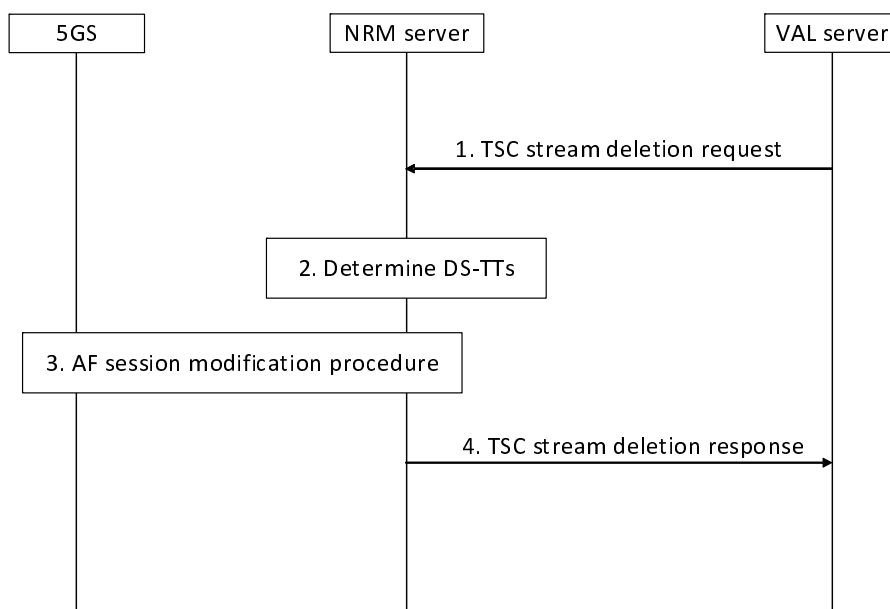 5GS
NRM server
VAL server
1. TSC stream deletion request
2. Determine DS-TTs
3. AF session modification procedure
4. TSC stream deletion response